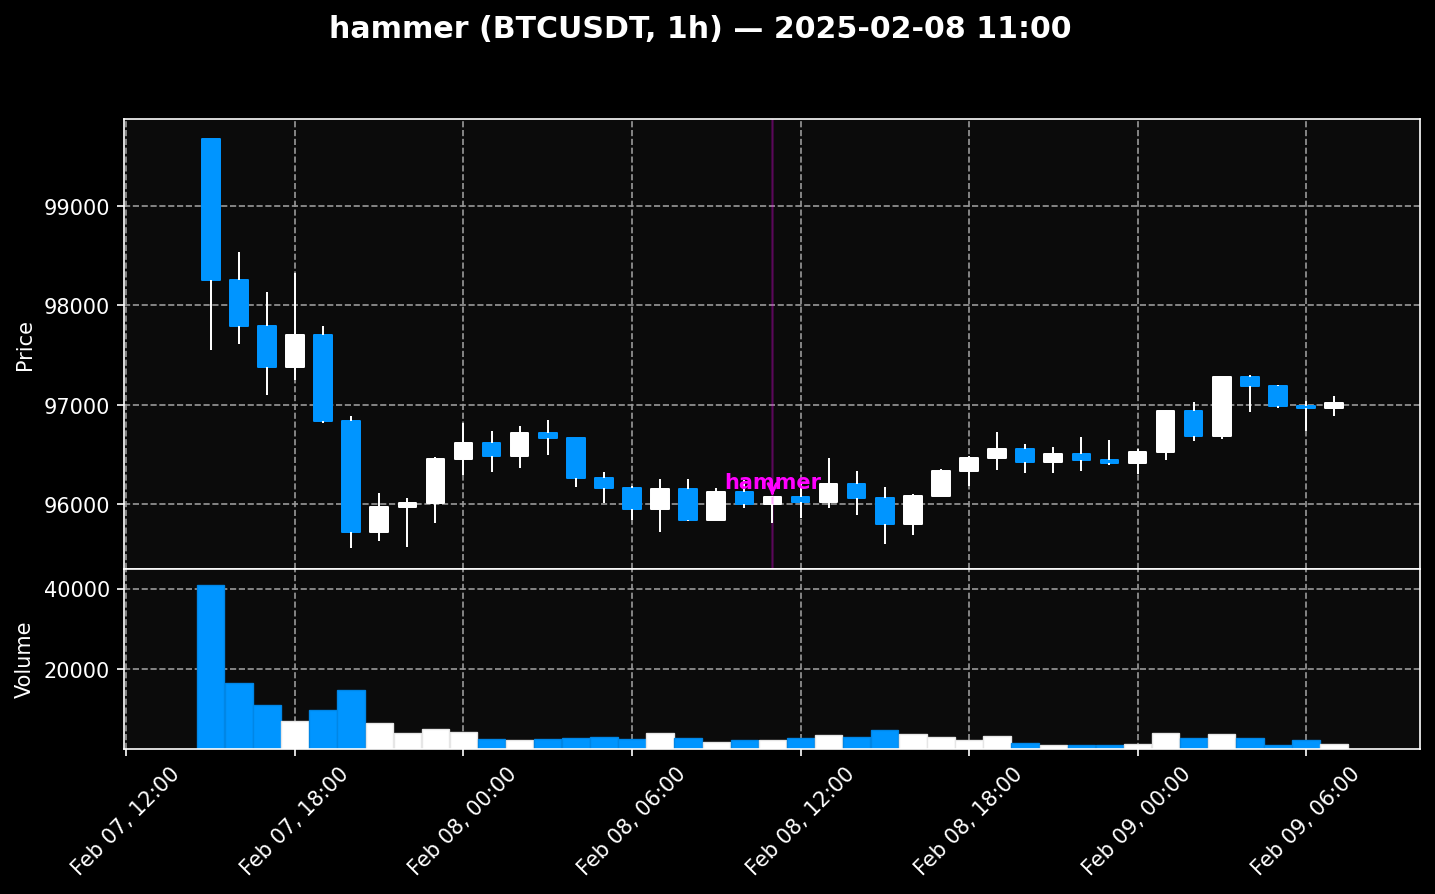 hammer (BTCUSDT, 1h) — 2025-02-08 11:00
Price
99000
98000
97000
96000
hammer
Volume
40000
20000
Feb 07, 12:00
Feb 07, 18:00
Feb 08, 00:00
Feb 08, 06:00
Feb 08, 12:00
Feb 08, 18:00
Feb 09, 00:00
Feb 09, 06:00